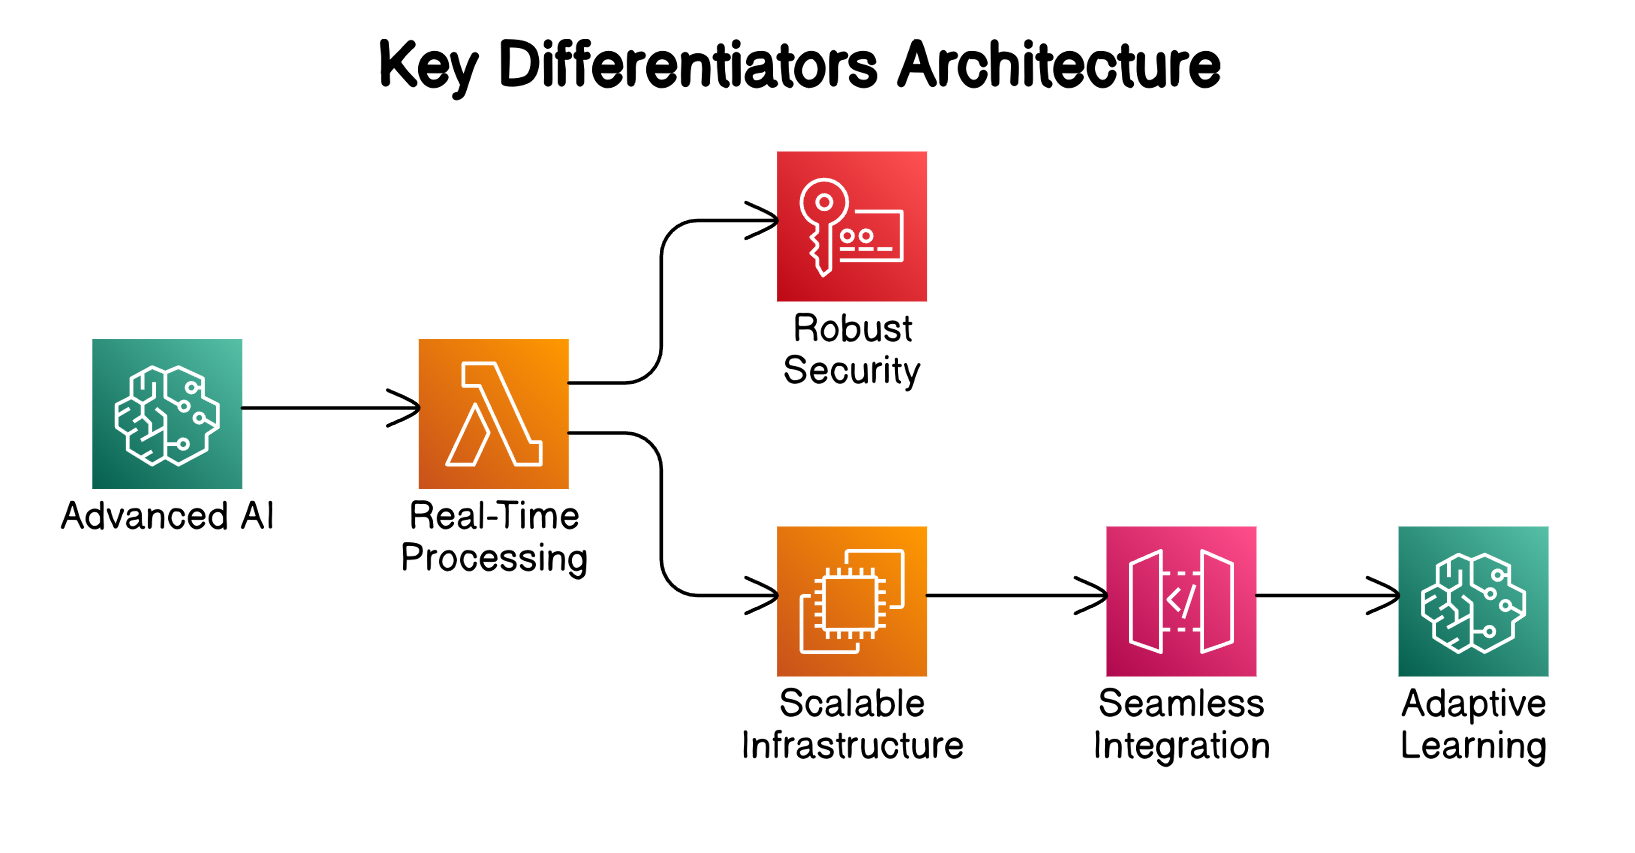 Key Differentiators Architecture
Robust
Security
Advanced AI
Real-Time
Processing
</>
Scalable
Infrastructure
Seamless
Integration
Adaptive
Learning